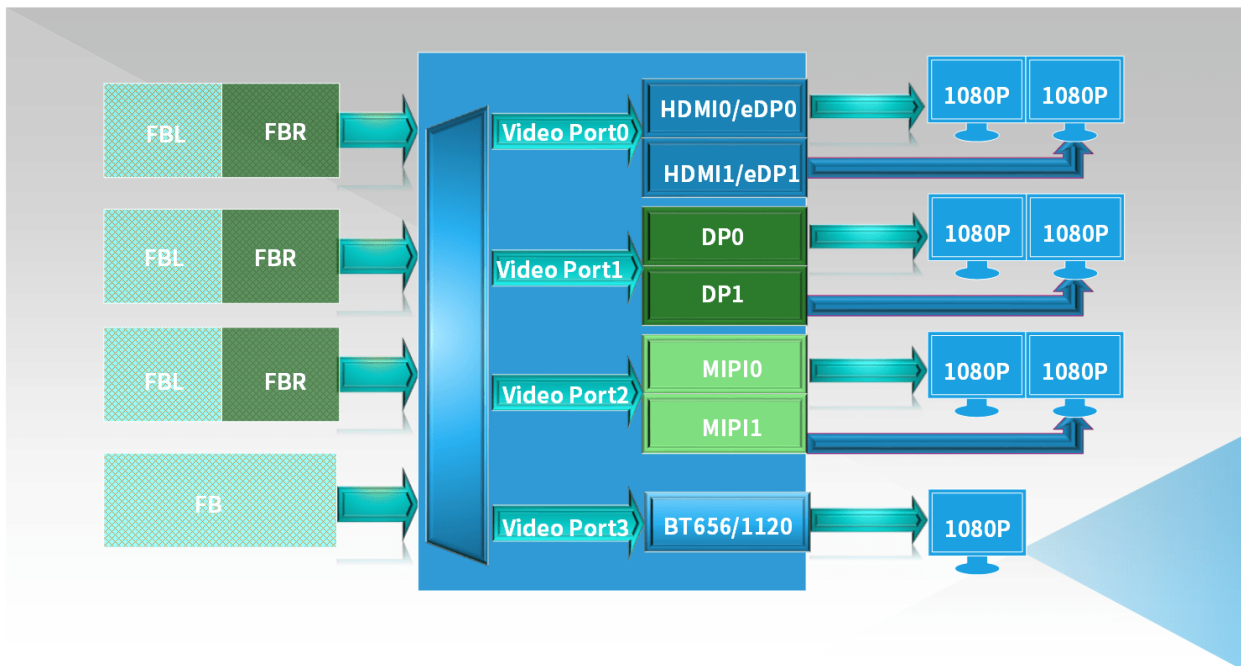 FBL FBR
Video Port0
HDMI0/eDP0
HDMI1/eDP1
1080P 1080P
FBL FBR
Video Port1
DP0
DP1
1080P 1080P
FBL FBR
Video Port2
MIPI0
MIPI1
1080P 1080P
FB
Video Port3
BT656/1120
1080P